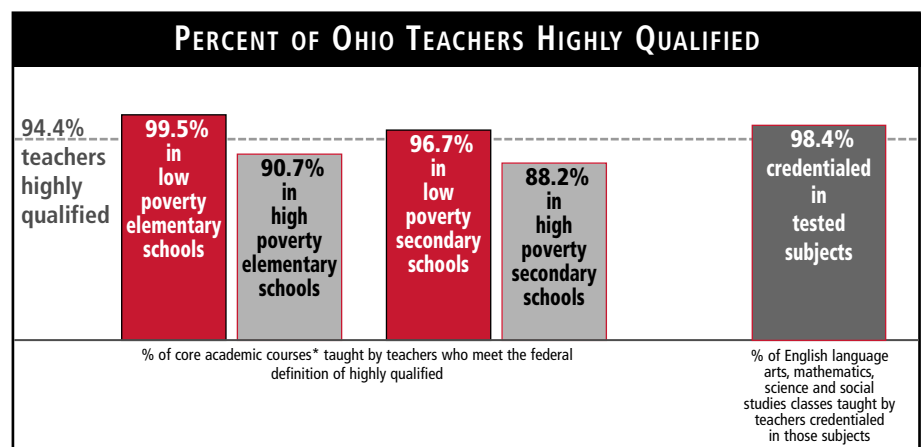 PERCENT OF OHIO TEACHERS HIGHLY QUALIFIED
94.4%
teachers
highly
qualified
99.5%
in
low
poverty
elementary
schools
90.7%
in
high
poverty
elementary
schools
96.7%
in
low
poverty
secondary
schools
88.2%
in
high
poverty
secondary
schools
98.4%
credentialed
in
tested
subjects
% of core academic courses* taught by teachers who meet the federal
definition of highly qualified
% of English language
arts, mathematics,
science and social
studies classes taught by
teachers credentialed
in those subjects